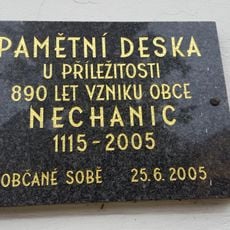 PAMĚTNÍ DESKA
U PŘÍLEŽITOSTI
890 LET VZNIKU OBCE
NECHANIC
1115-2005
OBČANÉ SOBĚ 25.6.2005